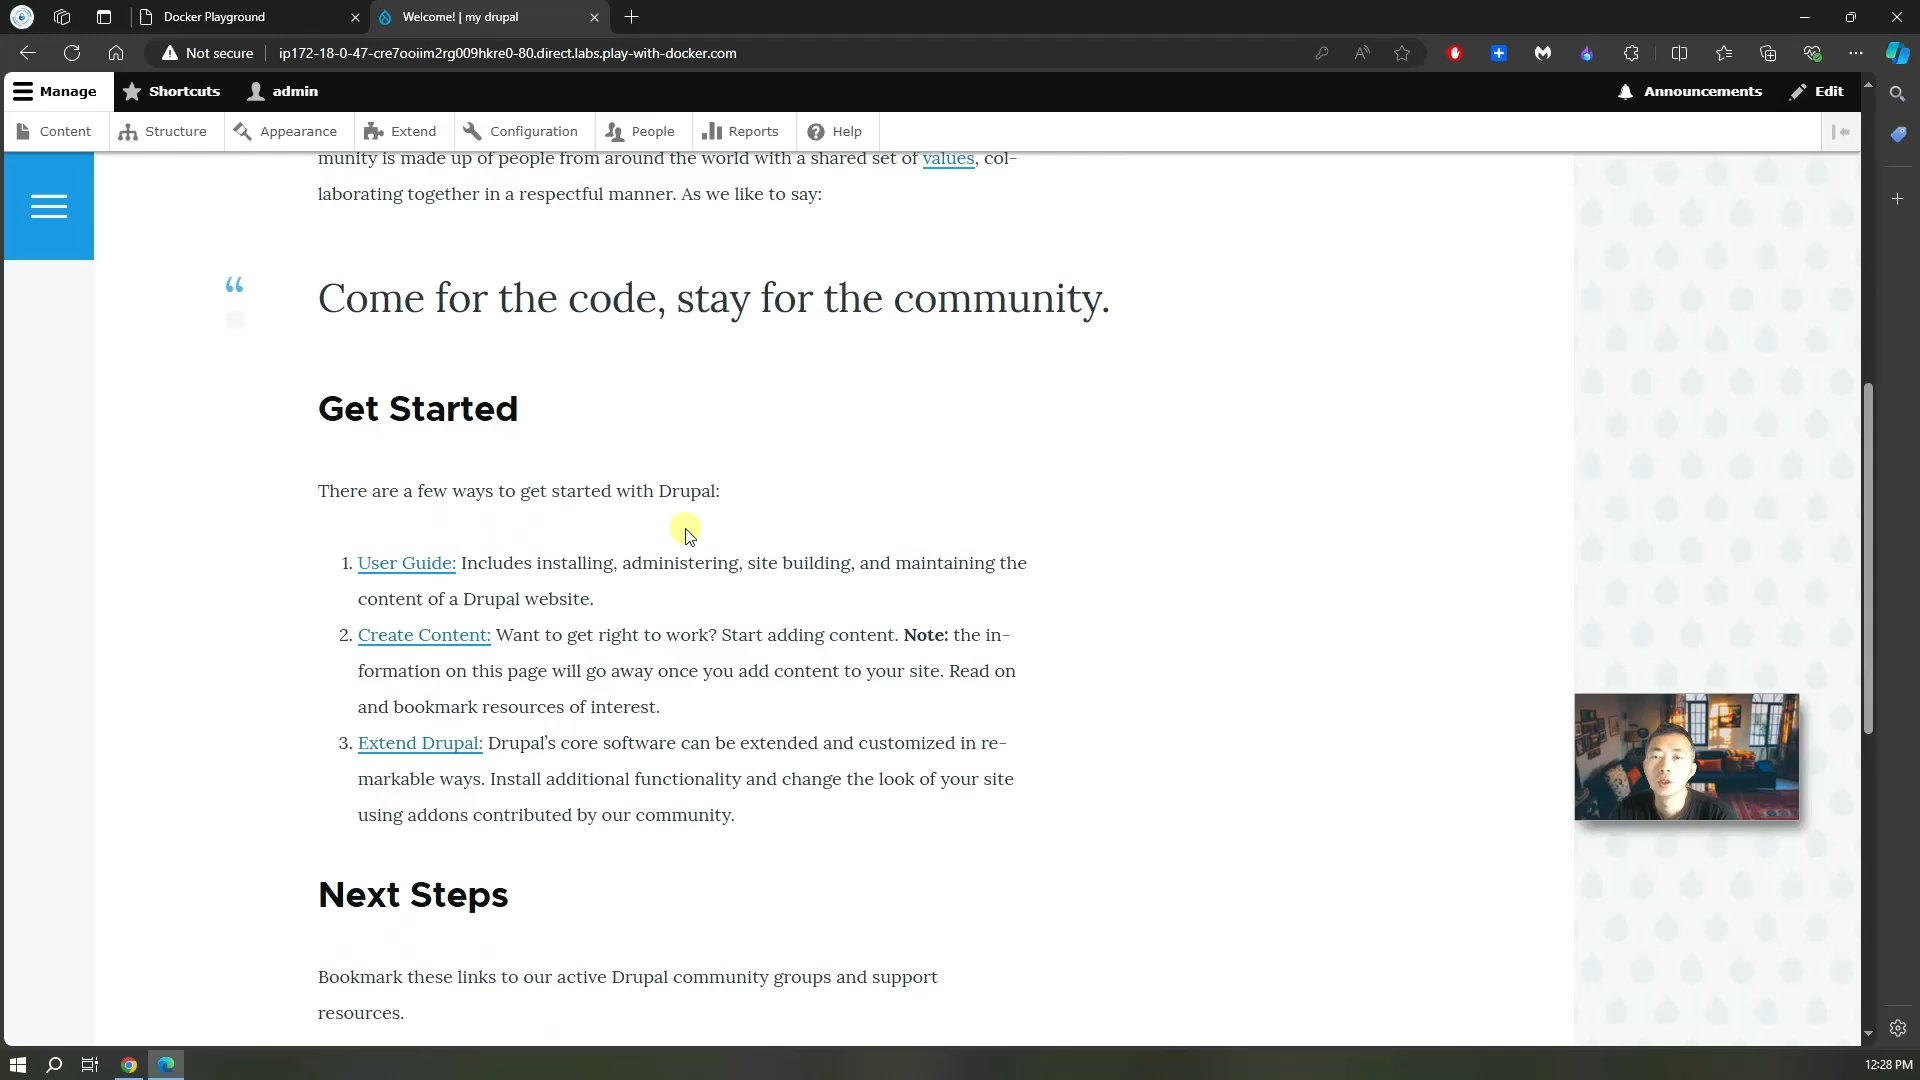 Docker Playground
Welcome! | my drupal
Not secure
ip172-18-0-47-cre7ooiim2rg009hkre0-80.direct.labs.play-with-docker.com
Manage
Shortcuts
admin
Announcements
Edit
Content
Structure
Appearance
Extend
Configuration
People
Reports
Help
munity is made up of people from around the world with a shared set of values, col-
laborating together in a respectful manner. As we like to say:
“
Come for the code, stay for the community.
Get Started
There are a few ways to get started with Drupal:
1. User Guide: Includes installing, administering, site building, and maintaining the
content of a Drupal website.
2. Create Content: Want to get right to work? Start adding content. Note: the in-
formation on this page will go away once you add content to your site. Read on
and bookmark resources of interest.
3. Extend Drupal: Drupal’s core software can be extended and customized in re-
markable ways. Install additional functionality and change the look of your site
using addons contributed by our community.
Next Steps
Bookmark these links to our active Drupal community groups and support
resources.
12:28 PM